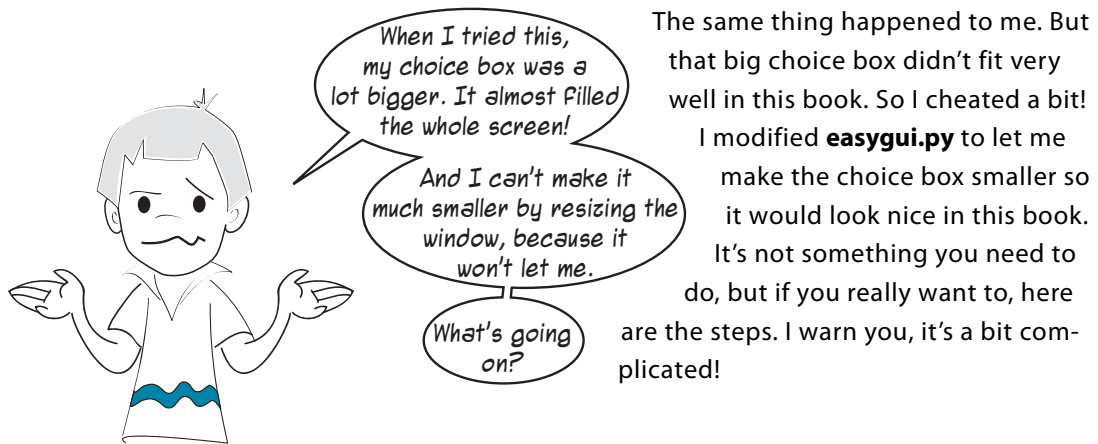 When I tried this,
my choice box was a
lot bigger. It almost filled
the whole screen!
And I can't make it
much smaller by resizing the
window, because it
won't let me.
What's going
on?
The same thing happened to me. But
that big choice box didn't fit very
well in this book. So I cheated a bit!
I modified easygui.py to let me
make the choice box smaller so
it would look nice in this book.
It's not something you need to
do, but if you really want to, here
are the steps. I warn you, it's a bit com-
plicated!